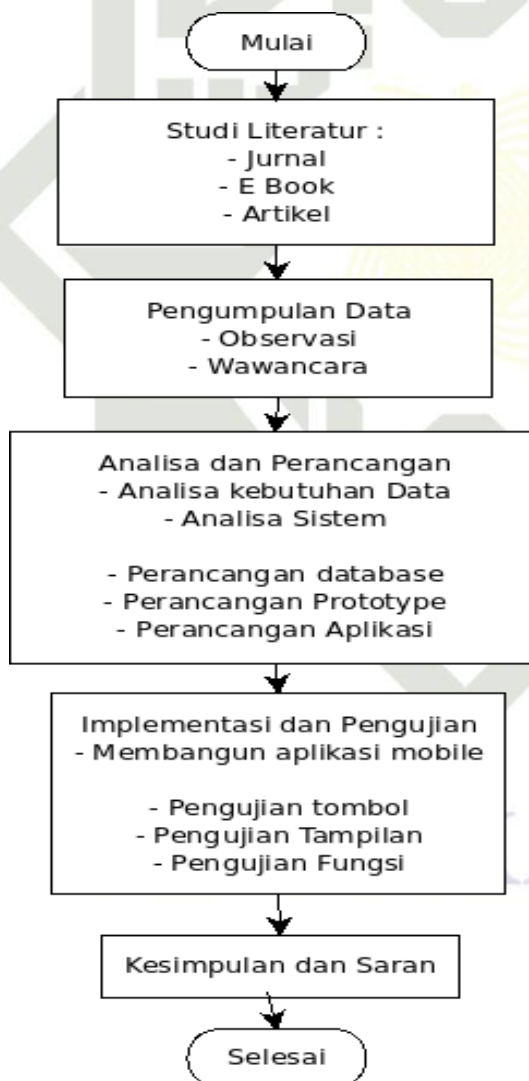 Mulai
Studi Literatur :
- Jurnal
- E Book
- Artikel
Pengumpulan Data
- Observasi
- Wawancara
Analisa dan Perancangan
- Analisa kebutuhan Data
- Analisa Sistem
- Perancangan database
- Perancangan Prototype
- Perancangan Aplikasi
Implementasi dan Pengujian
- Membangun aplikasi mobile
- Pengujian tombol
- Pengujian Tampilan
- Pengujian Fungsi
Kesimpulan dan Saran
Selesai